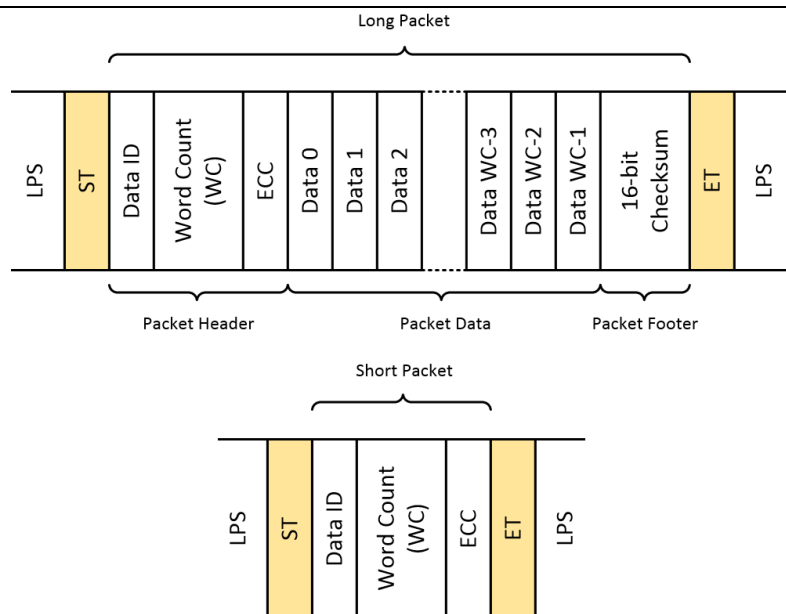 Long Packet
LPS
ST
Data ID
Word Count
(WC)
ECC
Data 0
Data 1
Data 2
Data WC-3
Data WC-2
Data WC-1
16-bit
Checksum
ET
LPS
Packet Header
Packet Data
Packet Footer
Short Packet
LPS
ST
Data ID
Word Count
(WC)
ECC
ET
LPS